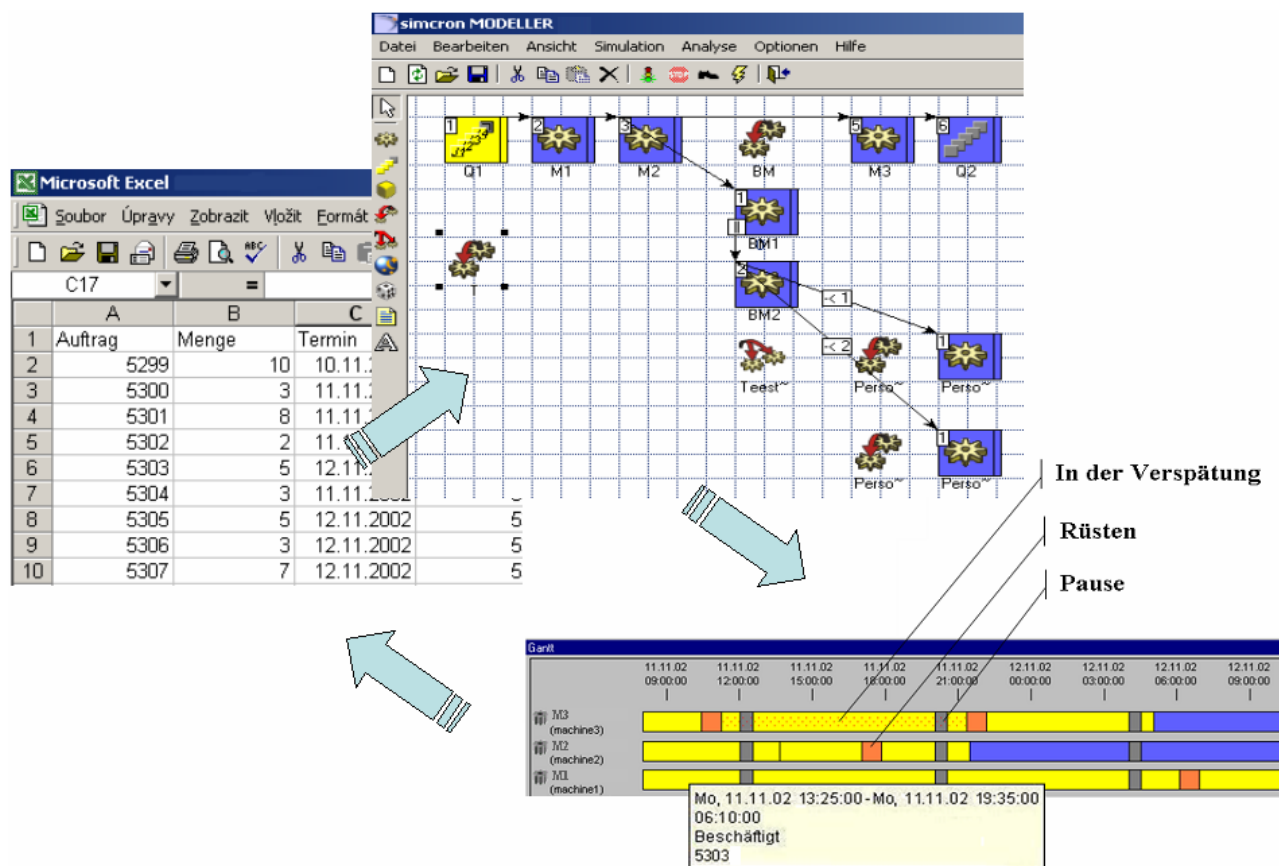 simcron MODELLER
Datei Bearbeiten Ansicht Simulation Analyse Optionen Hilfe
1 2 3 5 6
Q1 M1 M2 BM M3 Q2
1
BM1
2
BM2
-< 1
-< 2
1
Teest~ Perso~ Perso~
1
Perso~ Perso~
Microsoft Excel
Soubor Úpravy Zobrazit Vložit Formát
C17 =
A B C
1 Auftrag Menge Termin
2 5299 10 10.11.
3 5300 3 11.11.
4 5301 8 11.11.
5 5302 2 11.
6 5303 5 12.11.
7 5304 3 11.11.2002
8 5305 5 12.11.2002 5
9 5306 3 12.11.2002 5
10 5307 7 12.11.2002 5
In der Verspätung
Rüsten
Pause
Gantt
11.11.02 11.11.02 11.11.02 11.11.02 11.11.02 12.11.02 12.11.02 12.11.02 12.11.02
09:00:00 12:00:00 15:00:00 18:00:00 21:00:00 00:00:00 03:00:00 06:00:00 09:00:00
M3
(machine3)
M2
(machine2)
M1
(machine1)
Mo, 11.11.02 13:25:00 - Mo, 11.11.02 19:35:00
06:10:00
Beschäftigt
5303